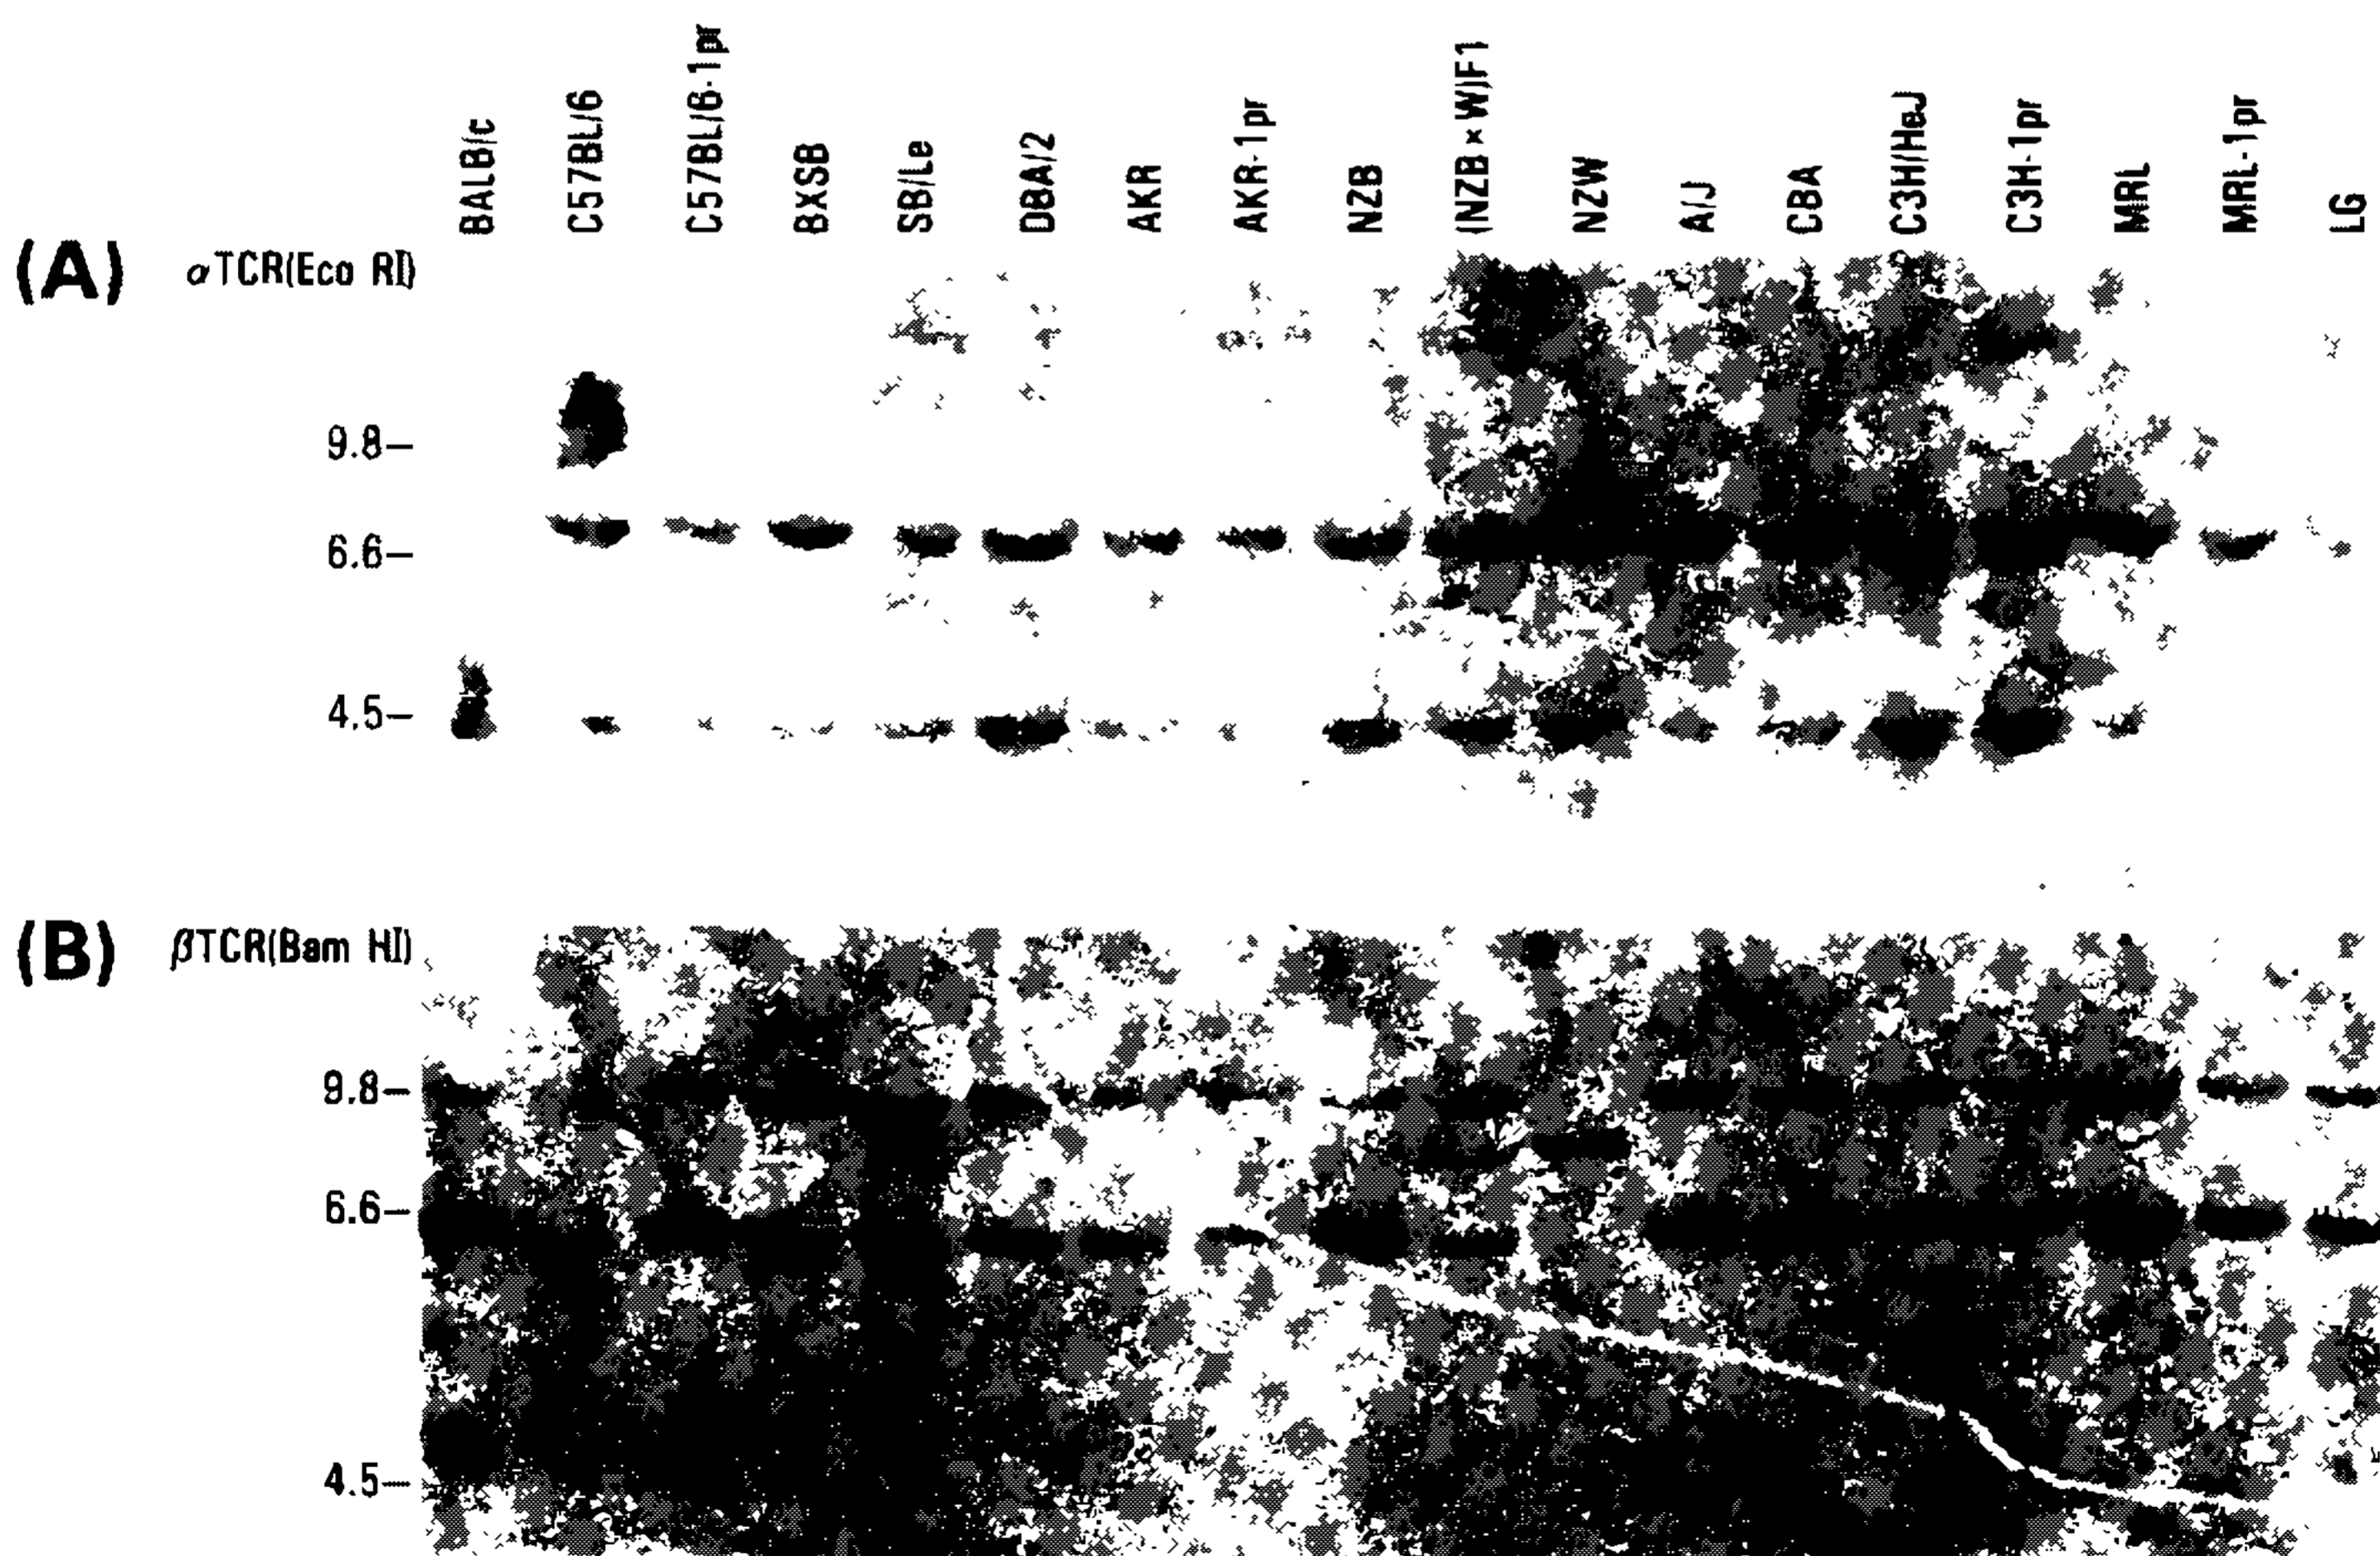 BALB/c C57BL/6 C57BL/6-1pr BXSB SB/Le DBA/2 AKR AKR-1pr NZB (NZB×W)F1 NZW A/J CBA C3H/HeJ C3H-1pr MRL MRL-1pr LG
(A) αTCR(Eco RI)
9.8—
6.6—
4.5—
(B) βTCR(Bam HI)
9.8—
6.6—
4.5—